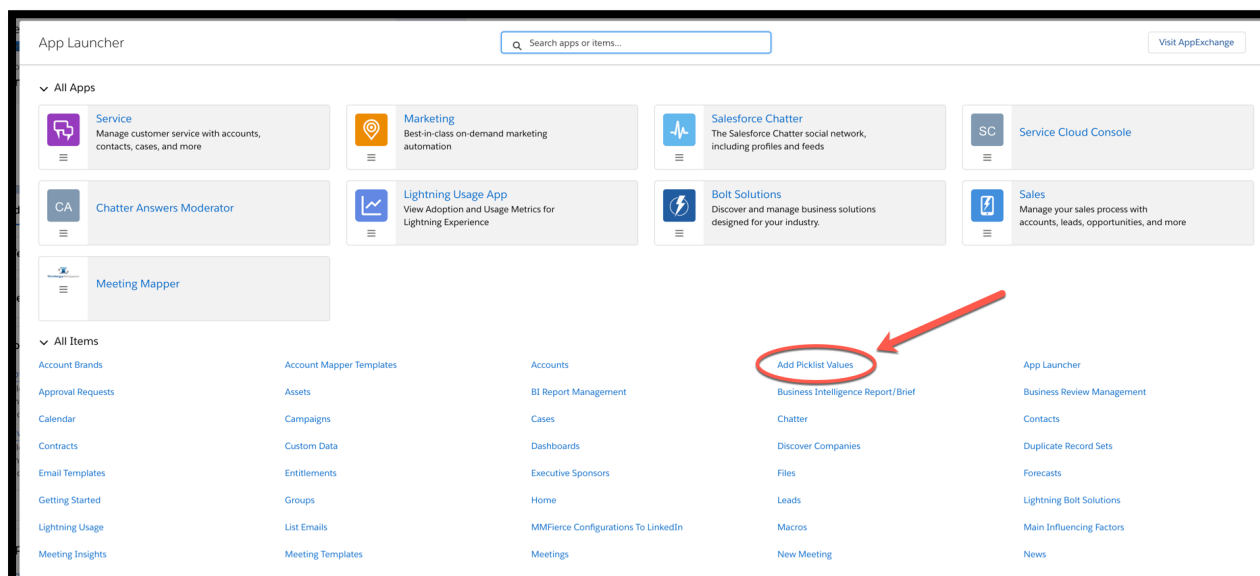 App Launcher
Search apps or items...
Visit AppExchange
All Apps
Service
Manage customer service with accounts,
contacts, cases, and more
Marketing
Best-in-class on-demand marketing
automation
Salesforce Chatter
The Salesforce Chatter social network,
including profiles and feeds
SC
Service Cloud Console
CA
Chatter Answers Moderator
Lightning Usage App
View Adoption and Usage Metrics for
Lightning Experience
Bolt Solutions
Discover and manage business solutions
designed for your industry.
Sales
Manage your sales process with
accounts, leads, opportunities, and more
Meeting Mapper
All Items
Account Brands
Account Mapper Templates
Accounts
Add Picklist Values
App Launcher
Approval Requests
Assets
BI Report Management
Business Intelligence Report/Brief
Business Review Management
Calendar
Campaigns
Cases
Chatter
Contacts
Contracts
Custom Data
Dashboards
Discover Companies
Duplicate Record Sets
Email Templates
Entitlements
Executive Sponsors
Files
Forecasts
Getting Started
Groups
Home
Leads
Lightning Bolt Solutions
Lightning Usage
List Emails
MMFierce Configurations To LinkedIn
Macros
Main Influencing Factors
Meeting Insights
Meeting Templates
Meetings
New Meeting
News